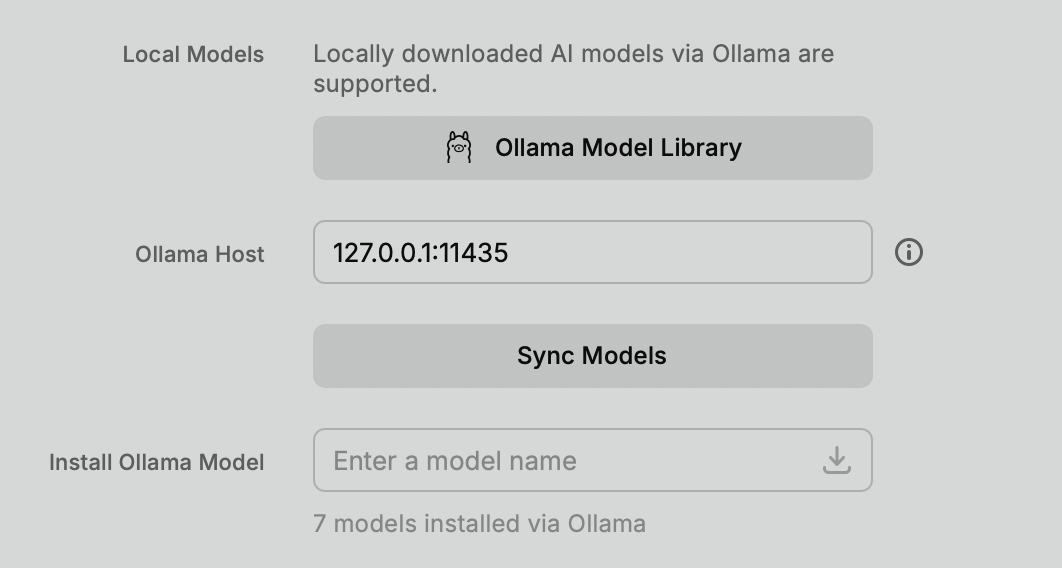 Local Models
Locally downloaded AI models via Ollama are
supported.
Ollama Model Library
Ollama Host
127.0.0.1:11435
Sync Models
Install Ollama Model
Enter a model name
7 models installed via Ollama